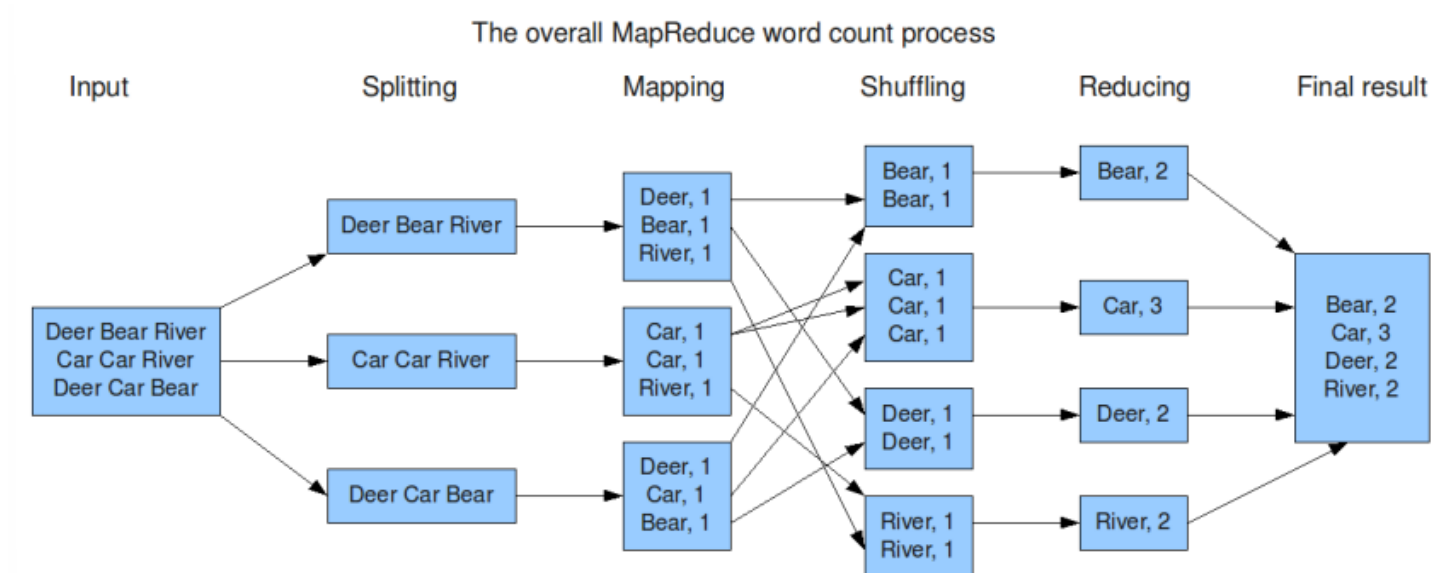 The overall MapReduce word count process
Input
Splitting
Mapping
Shuffling
Reducing
Final result
Deer Bear River
Car Car River
Deer Car Bear
Deer Bear River
Car Car River
Deer Car Bear
Deer, 1
Bear, 1
River, 1
Car, 1
Car, 1
River, 1
Deer, 1
Car, 1
Bear, 1
Bear, 1
Bear, 1
Car, 1
Car, 1
Car, 1
Deer, 1
Deer, 1
River, 1
River, 1
Bear, 2
Car, 3
Deer, 2
River, 2
Bear, 2
Car, 3
Deer, 2
River, 2